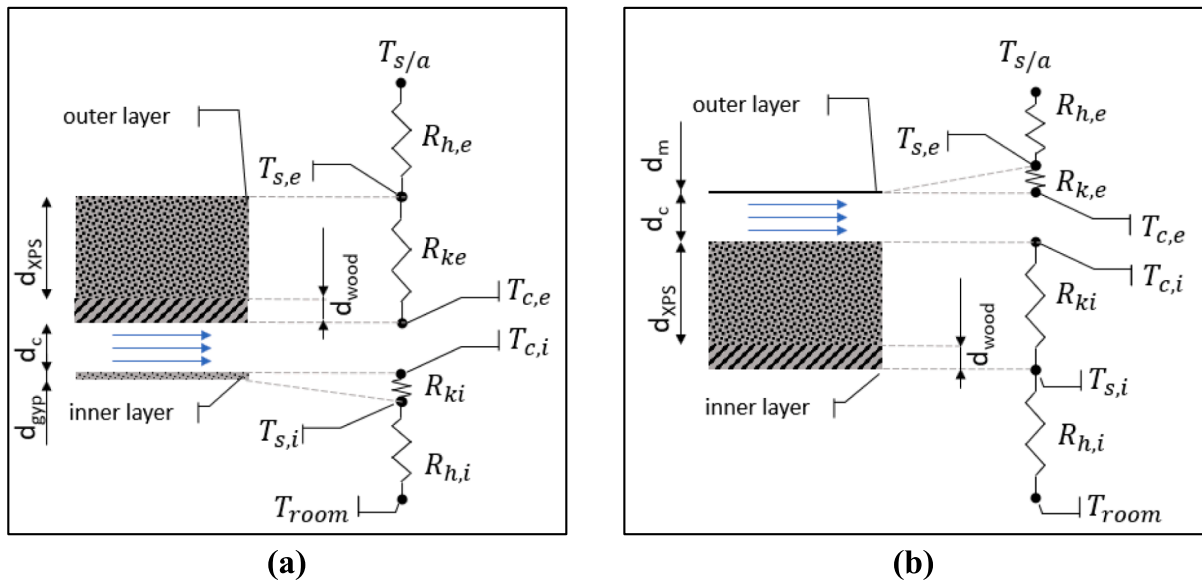 T_{s/a}
outer layer
R_{h,e}
T_{s,e}
d_{XPS}
d_{wood}
R_{ke}
T_{c,e}
d_c
T_{c,i}
R_{ki}
d_{gyp}
inner layer
T_{s,i}
R_{h,i}
T_{room}
(a)
T_{s/a}
outer layer
R_{h,e}
T_{s,e}
d_m
R_{k,e}
d_c
T_{c,e}
T_{c,i}
d_{XPS}
R_{ki}
d_{wood}
inner layer
T_{s,i}
R_{h,i}
T_{room}
(b)